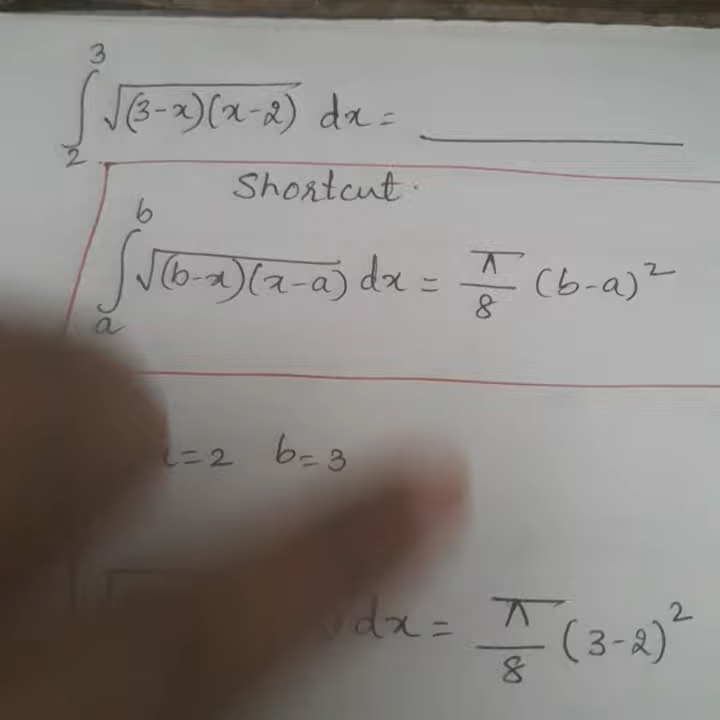 ∫₂³ √(3-x)(x-2) dx = ________
Shortcut.
∫ₐᵇ √(b-x)(x-a) dx = π/8 (b-a)²
=2 b=3
dx = π/8 (3-2)²